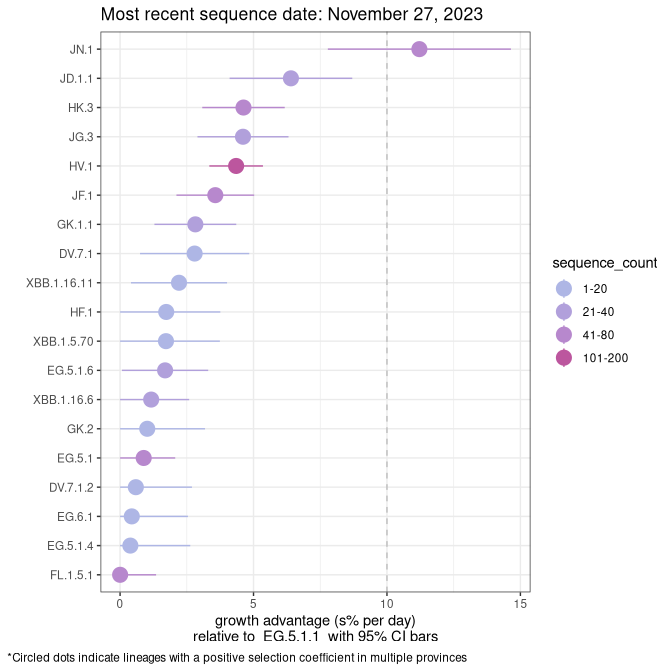 Most recent sequence date: November 27, 2023
JN.1
JD.1.1
HK.3
JG.3
HV.1
JF.1
GK.1.1
DV.7.1
XBB.1.16.11
HF.1
XBB.1.5.70
EG.5.1.6
XBB.1.16.6
GK.2
EG.5.1
DV.7.1.2
EG.6.1
EG.5.1.4
FL.1.5.1
0 5 10 15
growth advantage (s% per day)
relative to EG.5.1.1 with 95% CI bars
sequence_count
1-20
21-40
41-80
101-200
*Circled dots indicate lineages with a positive selection coefficient in multiple provinces